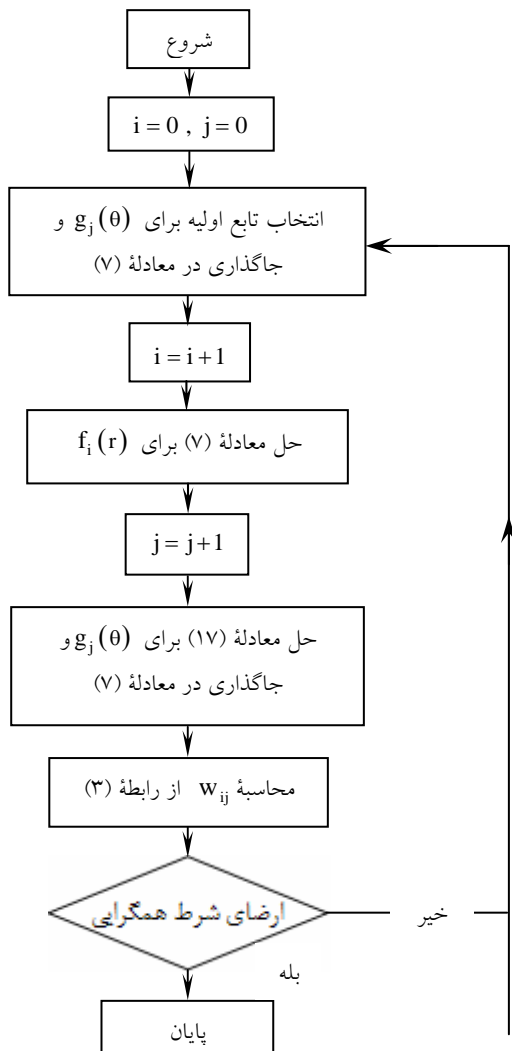 شروع
i = 0 , j = 0
انتخاب تابع اولیه برای g_j(θ) و
جاگذاری در معادلهٔ (۷)
i = i + 1
حل معادلهٔ (۷) برای f_i(r)
j = j + 1
حل معادلهٔ (۱۷) برای g_j(θ) و
جاگذاری در معادلهٔ (۷)
محاسبهٔ w_ij از رابطهٔ (۳)
ارضای شرط همگرایی
خیر
بله
پایان